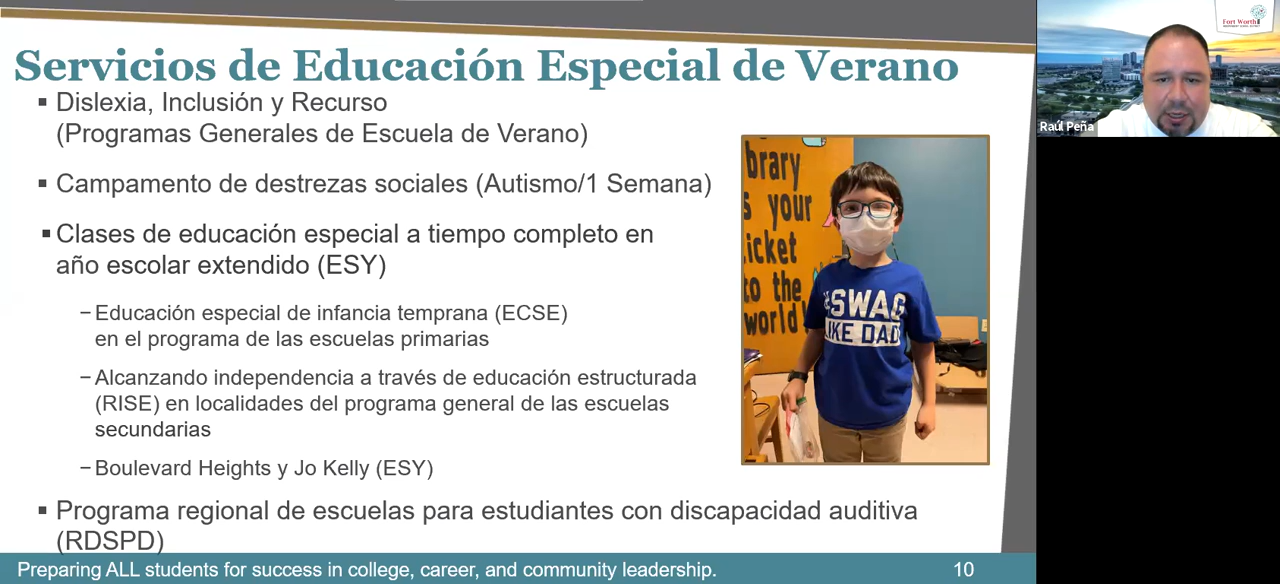 Servicios de Educación Especial de Verano
▪ Dislexia, Inclusión y Recurso
(Programas Generales de Escuela de Verano)
▪ Campamento de destrezas sociales (Autismo/1 Semana)
▪ Clases de educación especial a tiempo completo en
año escolar extendido (ESY)
− Educación especial de infancia temprana (ECSE)
en el programa de las escuelas primarias
− Alcanzando independencia a través de educación estructurada
(RISE) en localidades del programa general de las escuelas
secundarias
− Boulevard Heights y Jo Kelly (ESY)
▪ Programa regional de escuelas para estudiantes con discapacidad auditiva
(RDSPD)
Preparing ALL students for success in college, career, and community leadership.
10
brary
s your
icket
to the
world!
SWAG
IKE DAD
Fort Worth
Raúl Peña